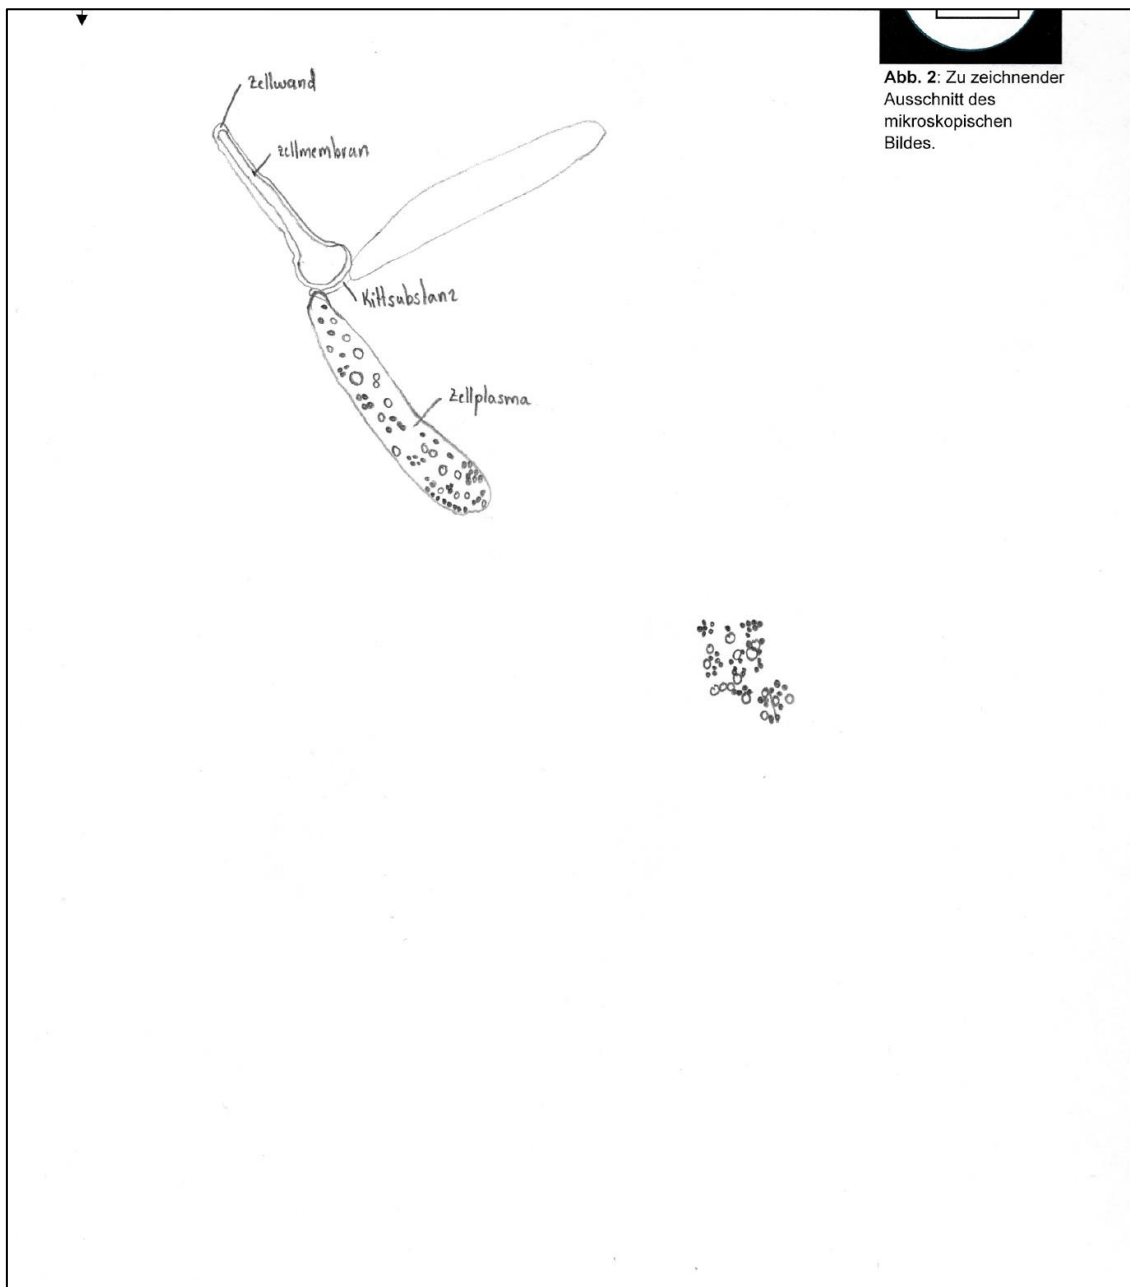 Abb. 2: Zu zeichnender
Ausschnitt des
mikroskopischen
Bildes.
Zellwand
Zellmembran
Kittsubstanz
Zellplasma